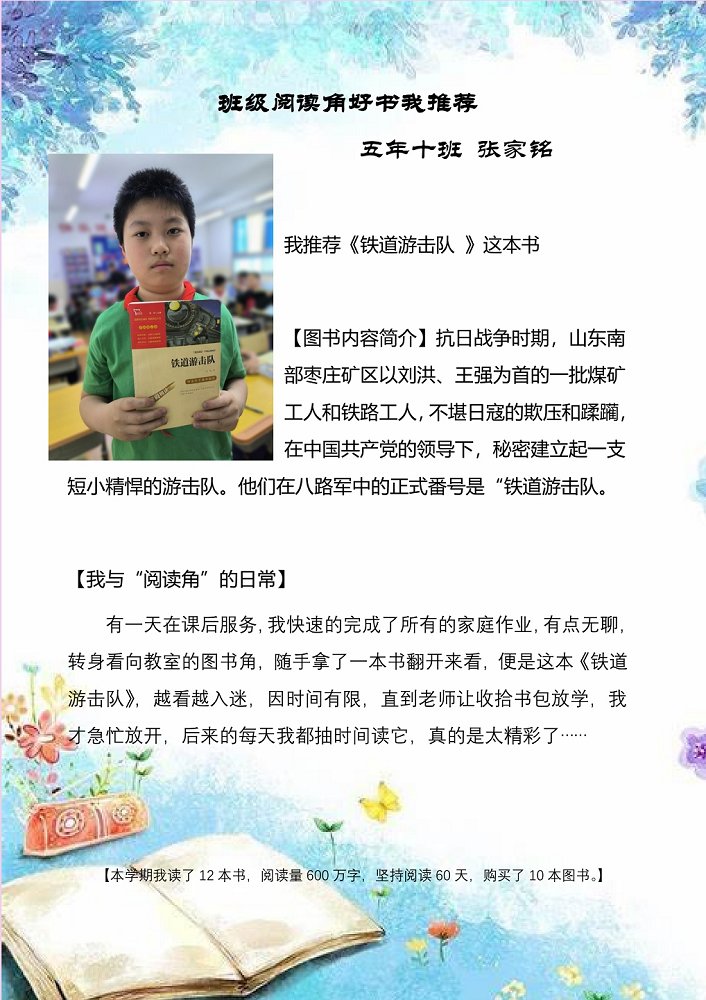 班级阅读角好书我推荐
五年十班 张家铭
我推荐《铁道游击队 》这本书
铁道游击队
【图书内容简介】抗日战争时期，山东南
部枣庄矿区以刘洪、王强为首的一批煤矿
工人和铁路工人，不堪日寇的欺压和蹂躏，
在中国共产党的领导下，秘密建立起一支
短小精悍的游击队。他们在八路军中的正式番号是“铁道游击队。
【我与“阅读角”的日常】
有一天在课后服务，我快速的完成了所有的家庭作业，有点无聊，
转身看向教室的图书角，随手拿了一本书翻开来看，便是这本《铁道
游击队》，越看越入迷，因时间有限，直到老师让收拾书包放学，我
才急忙放开，后来的每天我都抽时间读它，真的是太精彩了……
【本学期我读了 12 本书，阅读量 600 万字，坚持阅读 60 天，购买了 10 本图书。】